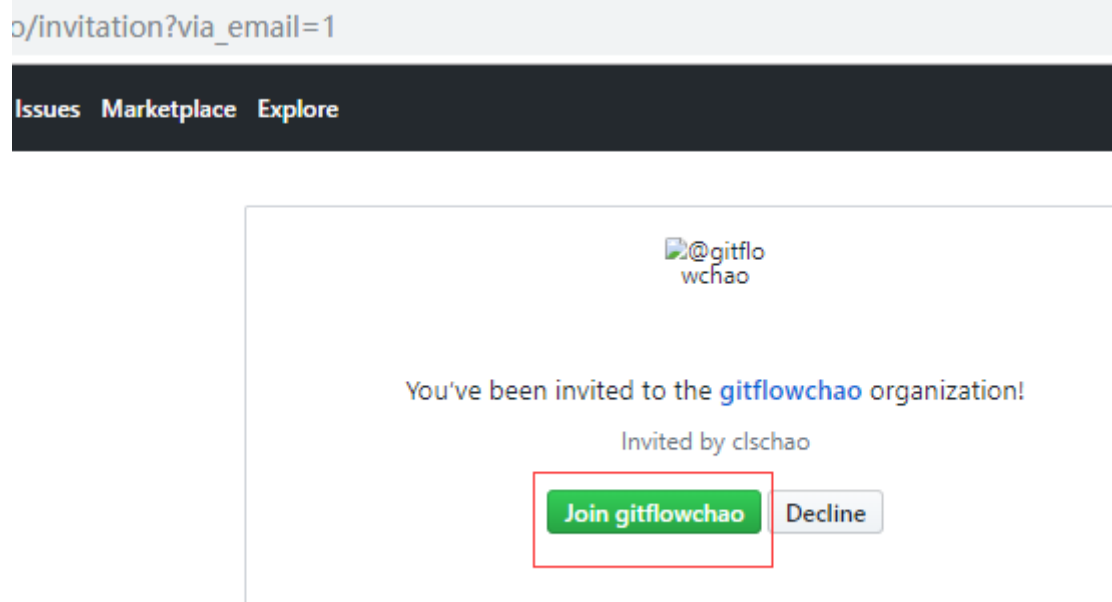 o/invitation?via_email=1
Issues Marketplace Explore
@gitflo
wchao
You've been invited to the gitflowchao organization!
Invited by clschao
Join gitflowchao Decline